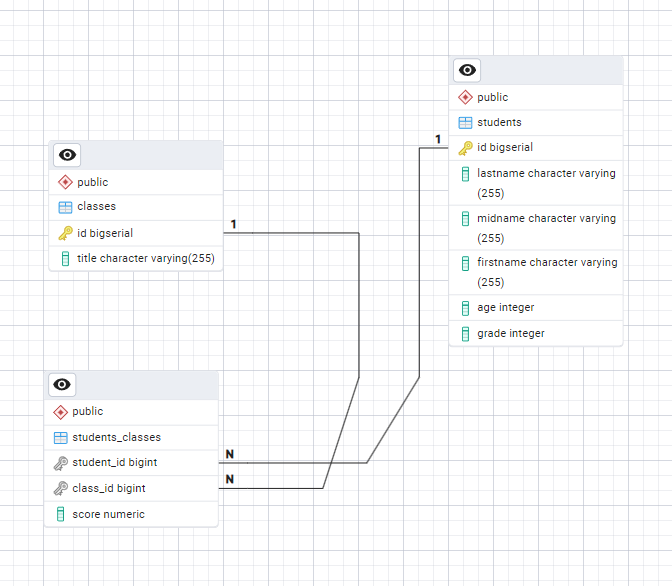 public
classes
id bigserial
title character varying(255)
1
public
students
id bigserial
lastname character varying
(255)
midname character varying
(255)
firstname character varying
(255)
age integer
grade integer
1
public
students_classes
student_id bigint
class_id bigint
score numeric
N
N